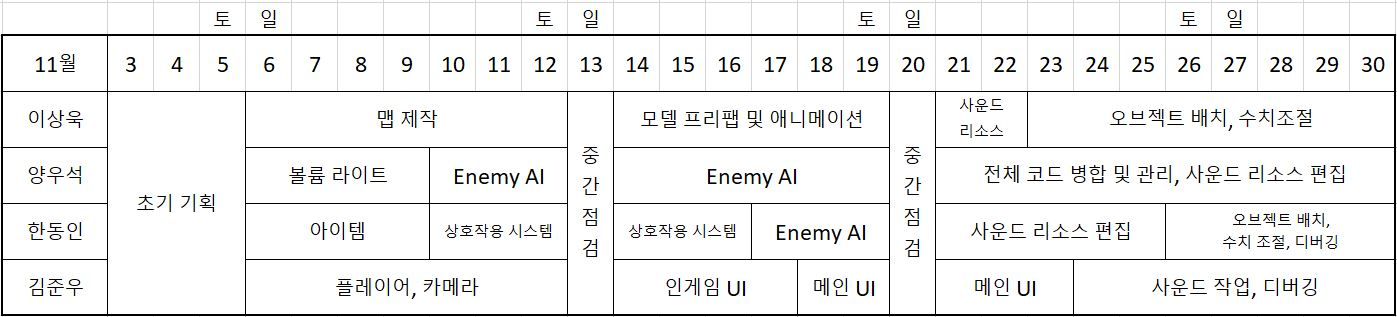 토 일 토 일 토 일 토 일
11월 3 4 5 6 7 8 9 10 11 12 13 14 15 16 17 18 19 20 21 22 23 24 25 26 27 28 29 30
초기 기획
중
간
점
검
중
간
점
검
이상욱 맵 제작 모델 프리팹 및 애니메이션 사운드
리소스
오브젝트 배치, 수치조절
양우석 볼륨 라이트 Enemy AI Enemy AI 전체 코드 병합 및 관리, 사운드 리소스 편집
한동인 아이템 상호작용 시스템 상호작용 시스템 Enemy AI 사운드 리소스 편집 오브젝트 배치,
수치 조절, 디버깅
김준우 플레이어, 카메라 인게임 UI 메인 UI 메인 UI 사운드 작업, 디버깅